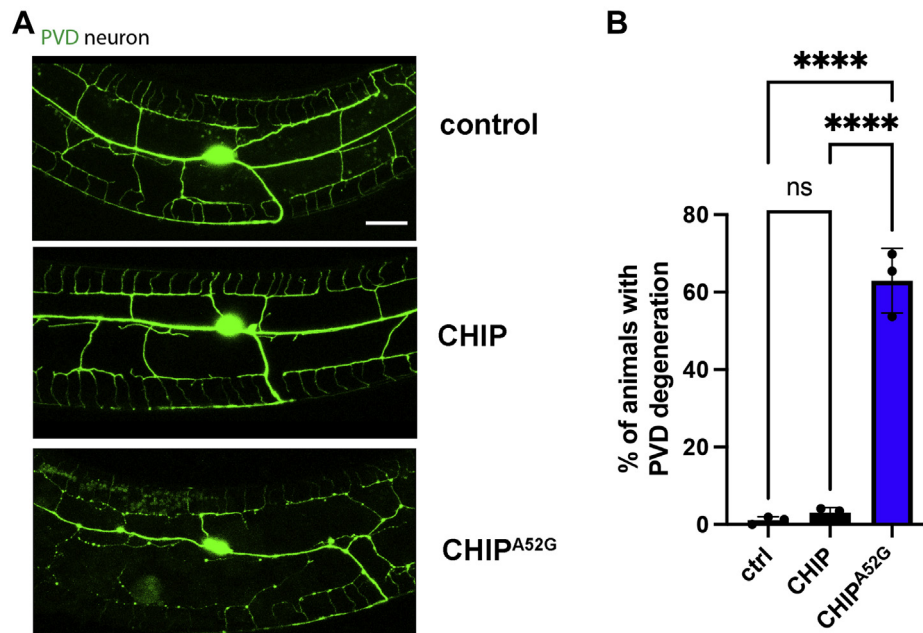 A
PVD neuron
control
CHIP
CHIPA52G
B
****
****
ns
% of animals with
PVD degeneration
80
60
40
20
0
ctrl
CHIP
CHIPA52G